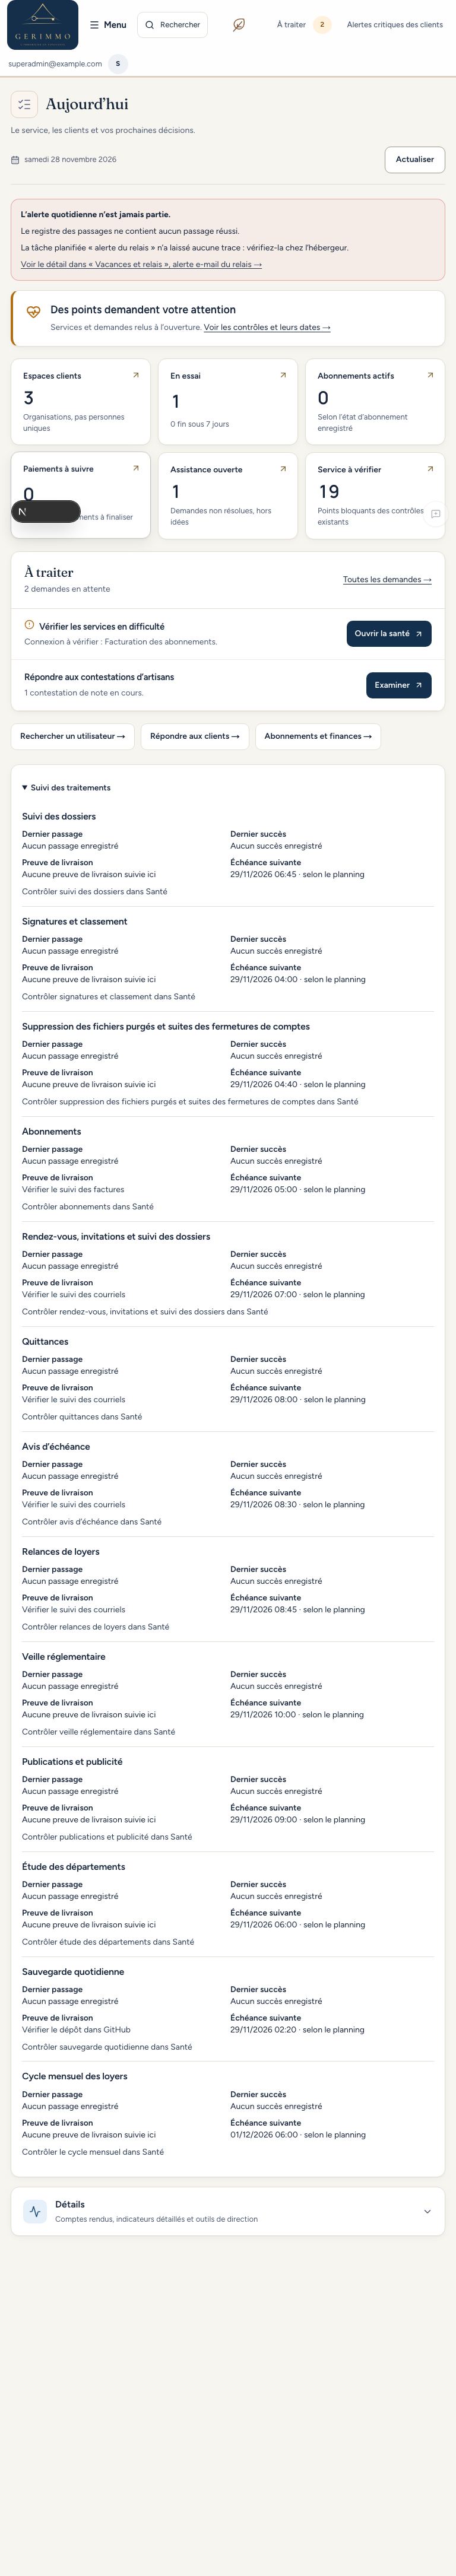 GERIMMO
Menu
Rechercher
À traiter
2
Alertes critiques des clients
superadmin@example.com
S
Aujourd'hui
Le service, les clients et vos prochaines décisions.
samedi 28 novembre 2026
Actualiser
L'alerte quotidienne n'est jamais partie.
Le registre des passages ne contient aucun passage réussi.
La tâche planifiée « alerte du relais » n'a laissé aucune trace : vérifiez-la chez l'hébergeur.
Voir le détail dans « Vacances et relais », alerte e-mail du relais →
Des points demandent votre attention
Services et demandes relus à l'ouverture. Voir les contrôles et leurs dates →
Espaces clients
3
Organisations, pas personnes
uniques
En essai
1
0 fin sous 7 jours
Abonnements actifs
0
Selon l'état d'abonnement
enregistré
Paiements à suivre
0
N
à finaliser
Assistance ouverte
1
Demandes non résolues, hors
idées
Service à vérifier
19
Points bloquants des contrôles
existants
À traiter
2 demandes en attente
Toutes les demandes →
Vérifier les services en difficulté
Connexion à vérifier : Facturation des abonnements.
Ouvrir la santé
Répondre aux contestations d'artisans
1 contestation de note en cours.
Examiner
Rechercher un utilisateur →
Répondre aux clients →
Abonnements et finances →
▼ Suivi des traitements
Suivi des dossiers
Dernier passage
Aucun passage enregistré
Dernier succès
Aucun succès enregistré
Preuve de livraison
Aucune preuve de livraison suivie ici
Échéance suivante
29/11/2026 06:45 · selon le planning
Contrôler suivi des dossiers dans Santé
Signatures et classement
Dernier passage
Aucun passage enregistré
Dernier succès
Aucun succès enregistré
Preuve de livraison
Aucune preuve de livraison suivie ici
Échéance suivante
29/11/2026 04:00 · selon le planning
Contrôler signatures et classement dans Santé
Suppression des fichiers purgés et suites des fermetures de comptes
Dernier passage
Aucun passage enregistré
Dernier succès
Aucun succès enregistré
Preuve de livraison
Aucune preuve de livraison suivie ici
Échéance suivante
29/11/2026 04:40 · selon le planning
Contrôler suppression des fichiers purgés et suites des fermetures de comptes dans Santé
Abonnements
Dernier passage
Aucun passage enregistré
Dernier succès
Aucun succès enregistré
Preuve de livraison
Vérifier le suivi des factures
Échéance suivante
29/11/2026 05:00 · selon le planning
Contrôler abonnements dans Santé
Rendez-vous, invitations et suivi des dossiers
Dernier passage
Aucun passage enregistré
Dernier succès
Aucun succès enregistré
Preuve de livraison
Vérifier le suivi des courriels
Échéance suivante
29/11/2026 07:00 · selon le planning
Contrôler rendez-vous, invitations et suivi des dossiers dans Santé
Quittances
Dernier passage
Aucun passage enregistré
Dernier succès
Aucun succès enregistré
Preuve de livraison
Vérifier le suivi des courriels
Échéance suivante
29/11/2026 08:00 · selon le planning
Contrôler quittances dans Santé
Avis d'échéance
Dernier passage
Aucun passage enregistré
Dernier succès
Aucun succès enregistré
Preuve de livraison
Vérifier le suivi des courriels
Échéance suivante
29/11/2026 08:30 · selon le planning
Contrôler avis d'échéance dans Santé
Relances de loyers
Dernier passage
Aucun passage enregistré
Dernier succès
Aucun succès enregistré
Preuve de livraison
Vérifier le suivi des courriels
Échéance suivante
29/11/2026 08:45 · selon le planning
Contrôler relances de loyers dans Santé
Veille réglementaire
Dernier passage
Aucun passage enregistré
Dernier succès
Aucun succès enregistré
Preuve de livraison
Aucune preuve de livraison suivie ici
Échéance suivante
29/11/2026 10:00 · selon le planning
Contrôler veille réglementaire dans Santé
Publications et publicité
Dernier passage
Aucun passage enregistré
Dernier succès
Aucun succès enregistré
Preuve de livraison
Aucune preuve de livraison suivie ici
Échéance suivante
29/11/2026 09:00 · selon le planning
Contrôler publications et publicité dans Santé
Étude des départements
Dernier passage
Aucun passage enregistré
Dernier succès
Aucun succès enregistré
Preuve de livraison
Aucune preuve de livraison suivie ici
Échéance suivante
29/11/2026 06:00 · selon le planning
Contrôler étude des départements dans Santé
Sauvegarde quotidienne
Dernier passage
Aucun passage enregistré
Dernier succès
Aucun succès enregistré
Preuve de livraison
Vérifier le dépôt dans GitHub
Échéance suivante
29/11/2026 02:20 · selon le planning
Contrôler sauvegarde quotidienne dans Santé
Cycle mensuel des loyers
Dernier passage
Aucun passage enregistré
Dernier succès
Aucun succès enregistré
Preuve de livraison
Aucune preuve de livraison suivie ici
Échéance suivante
01/12/2026 06:00 · selon le planning
Contrôler le cycle mensuel dans Santé
Détails
Comptes rendus, indicateurs détaillés et outils de direction